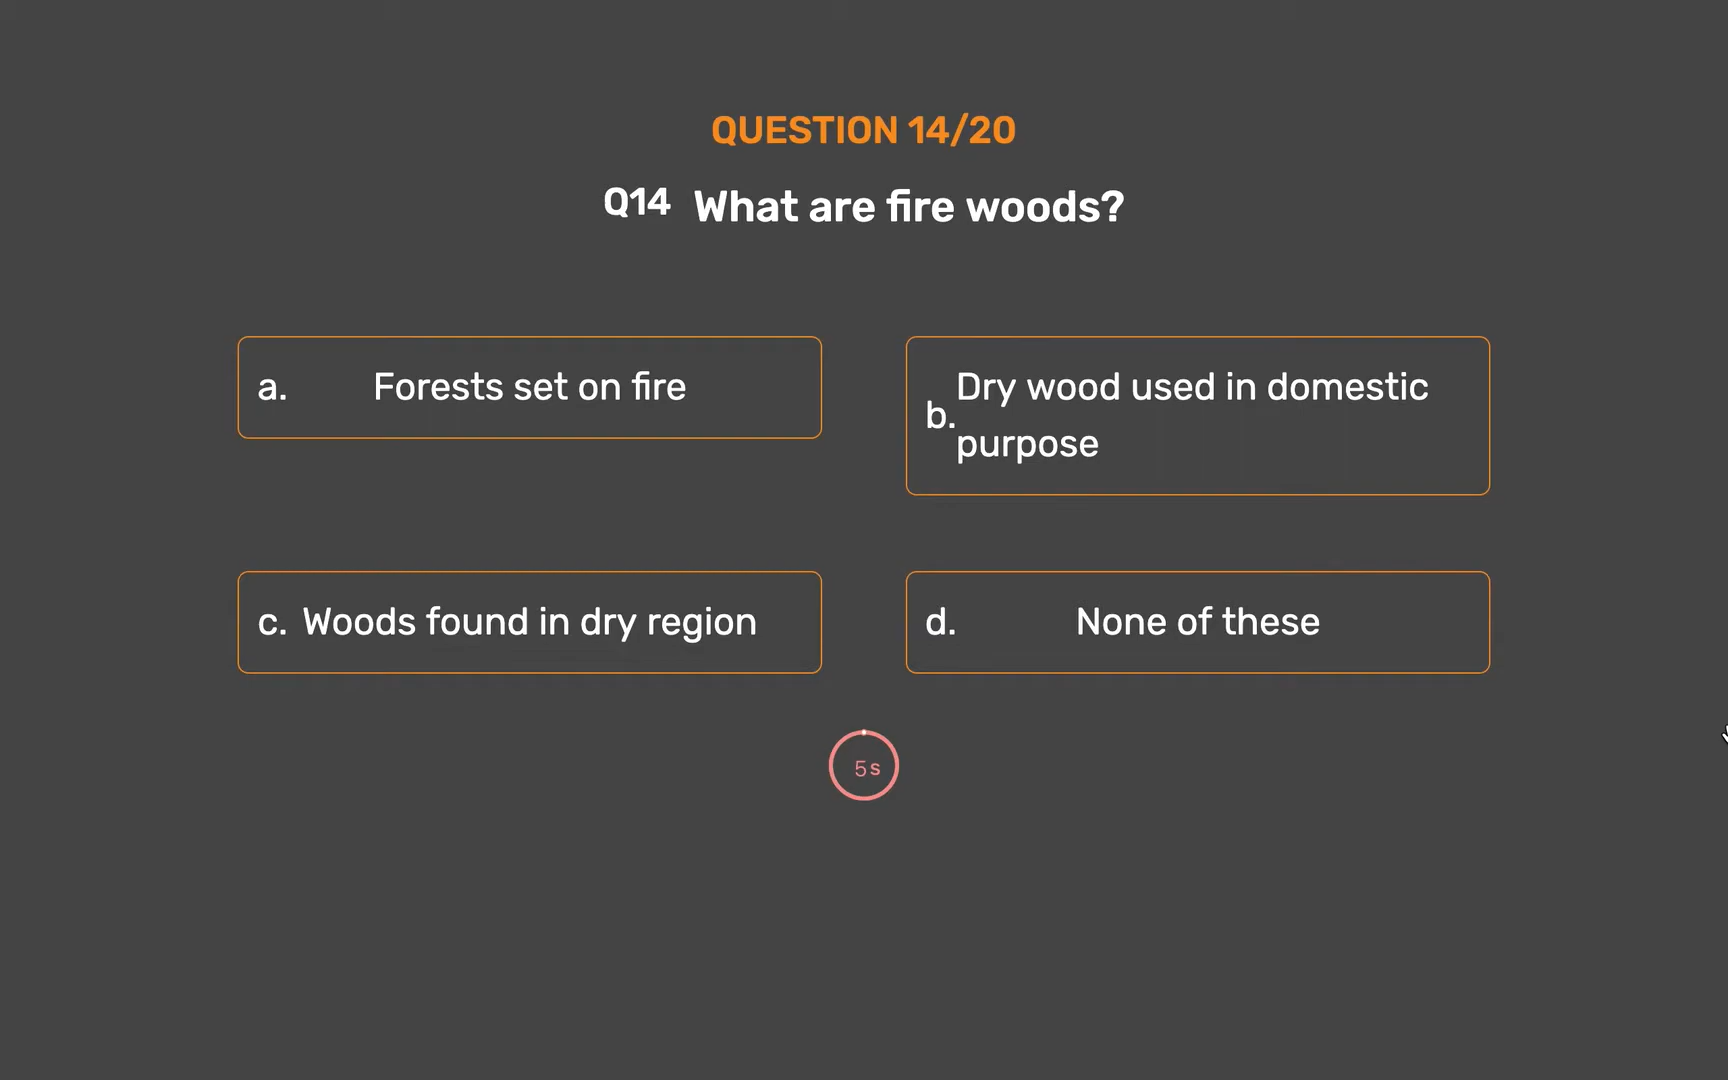 QUESTION 14/20
Q14 What are fire woods?
a. Forests set on fire
b. Dry wood used in domestic
purpose
c. Woods found in dry region
d. None of these
5s